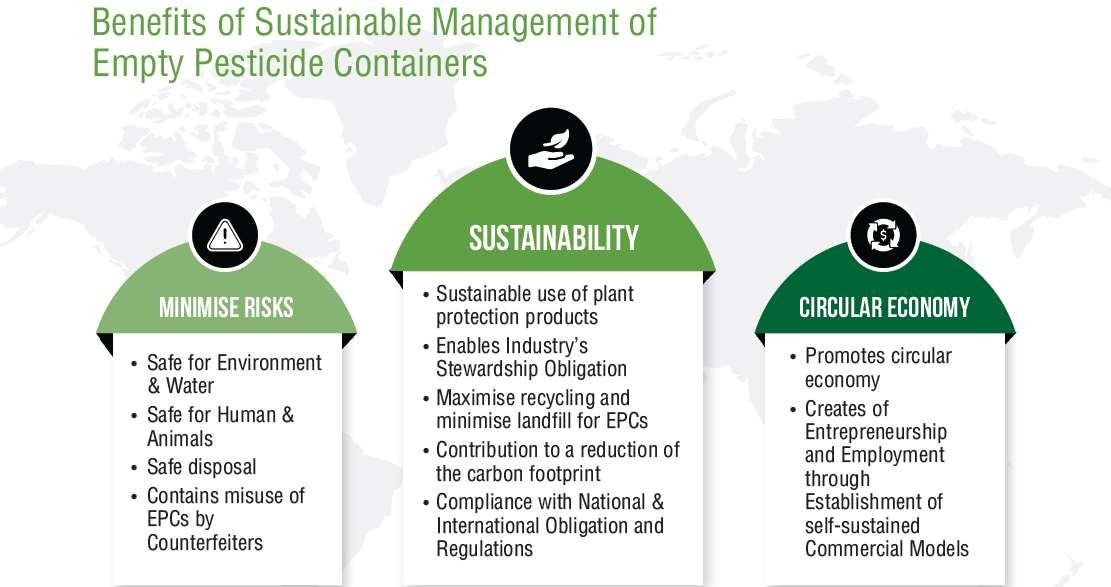 Benefits of Sustainable Management of
Empty Pesticide Containers
MINIMISE RISKS
• Safe for Environment
& Water
• Safe for Human &
Animals
• Safe disposal
• Contains misuse of
EPCs by
Counterfeiters
SUSTAINABILITY
• Sustainable use of plant
protection products
• Enables Industry's
Stewardship Obligation
• Maximise recycling and
minimise landfill for EPCs
• Contribution to a reduction of
the carbon footprint
• Compliance with National &
International Obligation and
Regulations
$
CIRCULAR ECONOMY
• Promotes circular
economy
• Creates of
Entrepreneurship
and Employment
through
Establishment of
self-sustained
Commercial Models